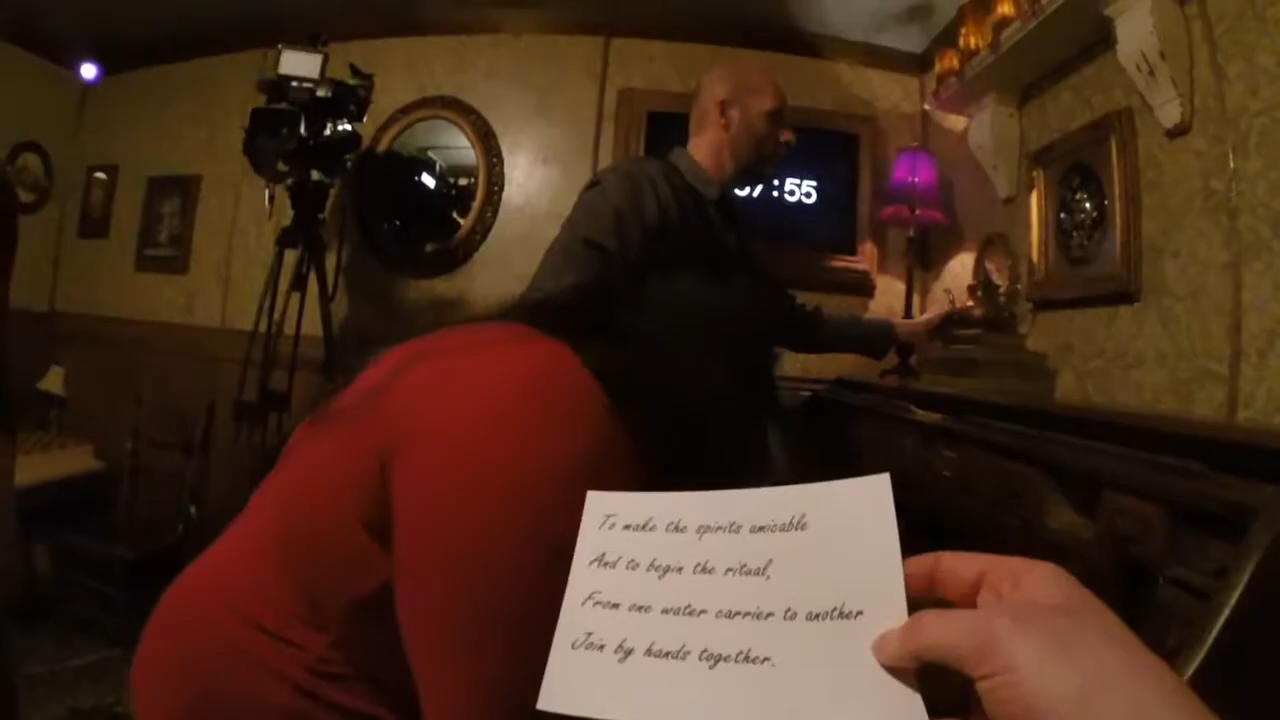 :55
To make the spirits amicable
And to begin the ritual,
From one water carrier to another
Join by hands together.